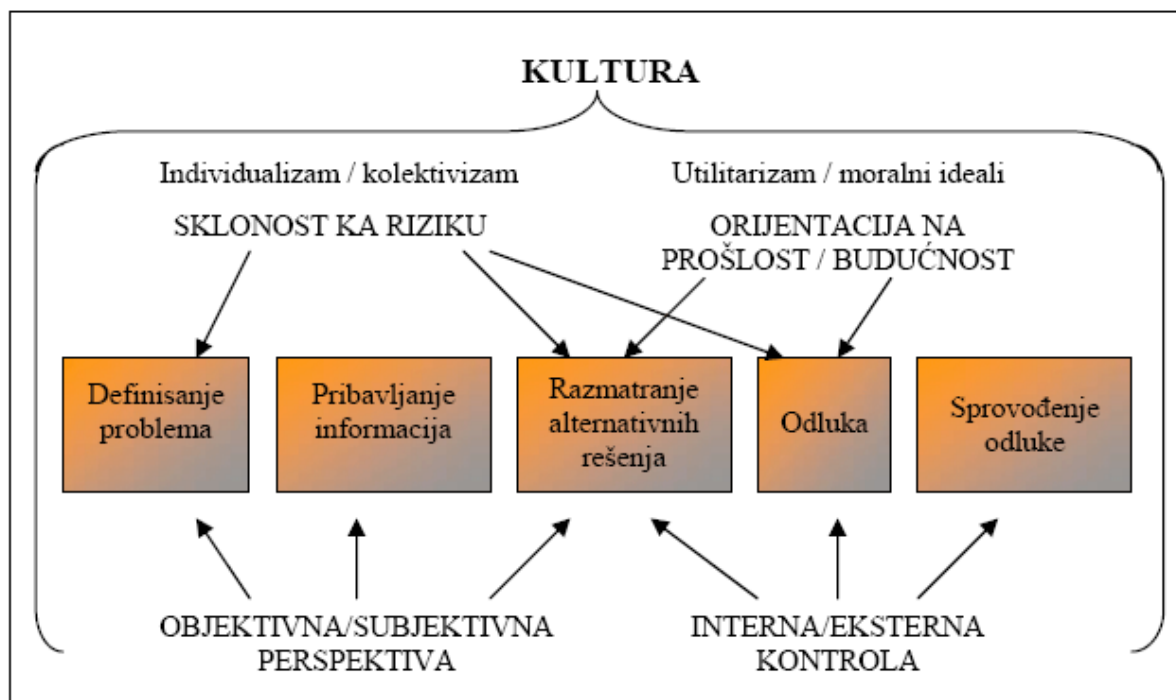 KULTURA
Individualizam / kolektivizam
Utilitarizam / moralni ideali
SKLONOST KA RIZIKU
ORIJENTACIJA NA
PROŠLOST / BUDUĆNOST
Definisanje
problema
Pribavljanje
informacija
Razmatranje
alternativnih
rešenja
Odluka
Sprovođenje
odluke
OBJEKTIVNA/SUBJEKTIVNA
PERSPEKTIVA
INTERNA/EKSTERNA
KONTROLA